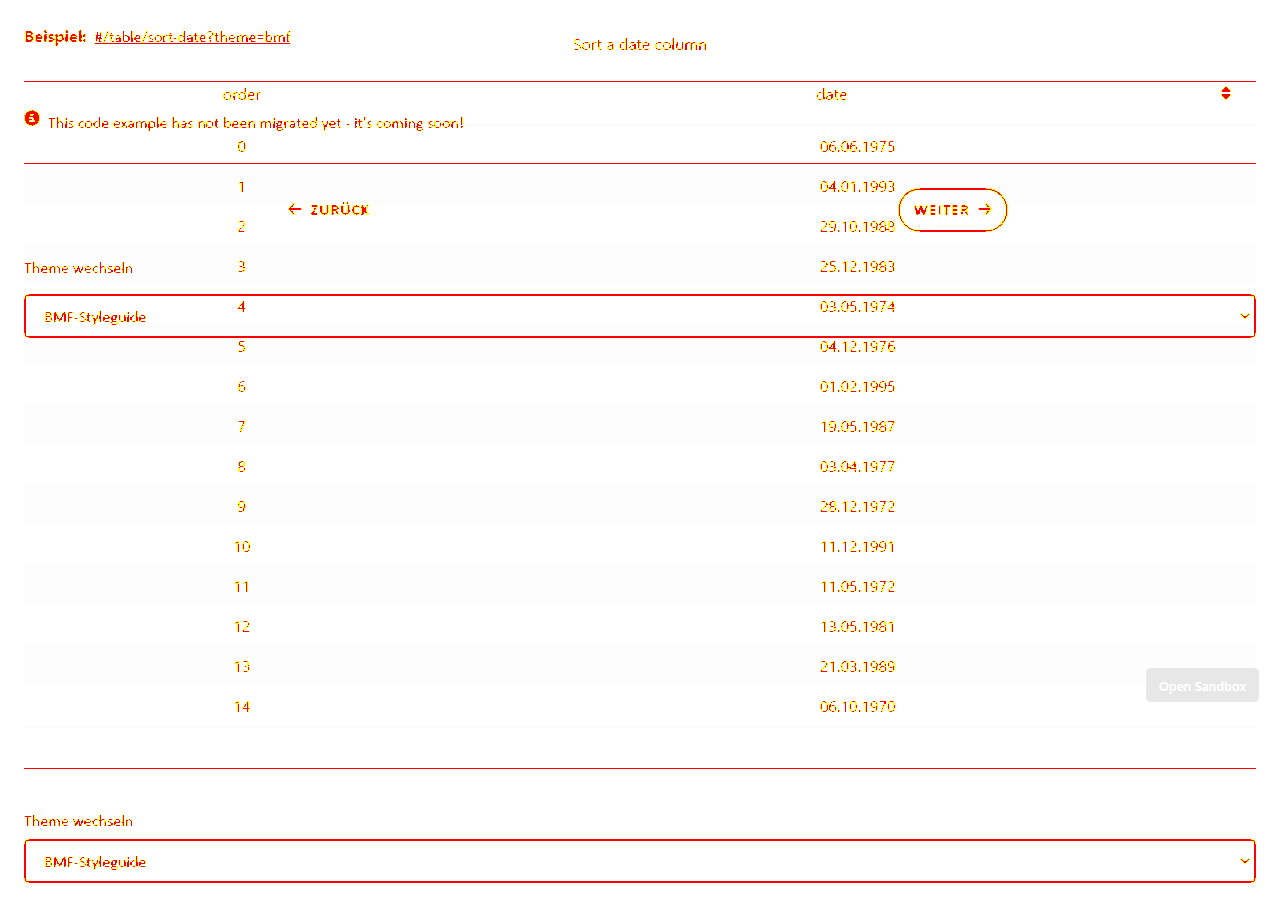 Beispiel: #/table/sort-date?theme=bmf
Sort a date column
order date
This code example has not been migrated yet - it's coming soon!
0 06.06.1975
1 04.01.1993
← ZURÜCK WEITER →
2 29.10.1988
Theme wechseln
3 25.12.1983
4 03.05.1974
BMF-Styleguide
5 04.12.1976
6 01.02.1995
7 19.05.1987
8 03.04.1977
9 28.12.1972
10 11.12.1991
11 11.05.1972
12 13.05.1981
13 21.03.1989
Open Sandbox
14 06.10.1970
Theme wechseln
BMF-Styleguide